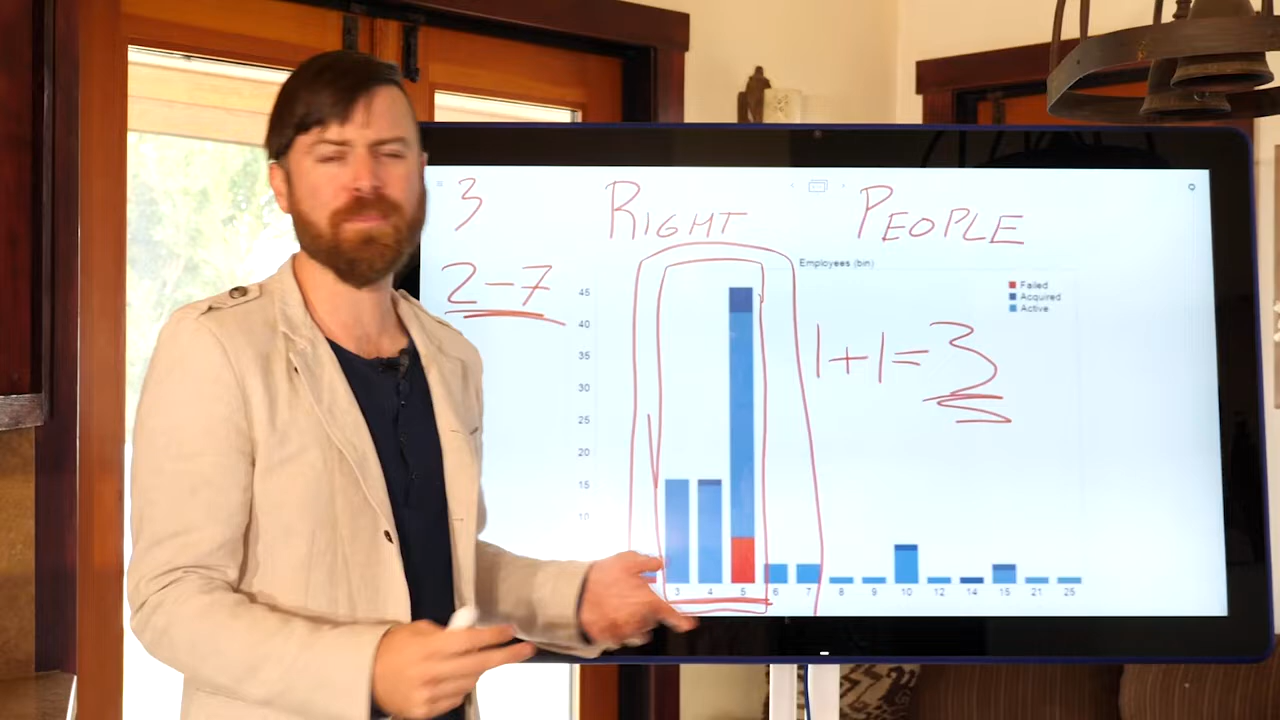 3 RIGHT PEOPLE
2-7
Employees (bin)
Failed
Acquired
Active
1+1=3
45
40
35
30
25
20
15
10
3 4 5 6 7 8 9 10 12 14 15 21 25